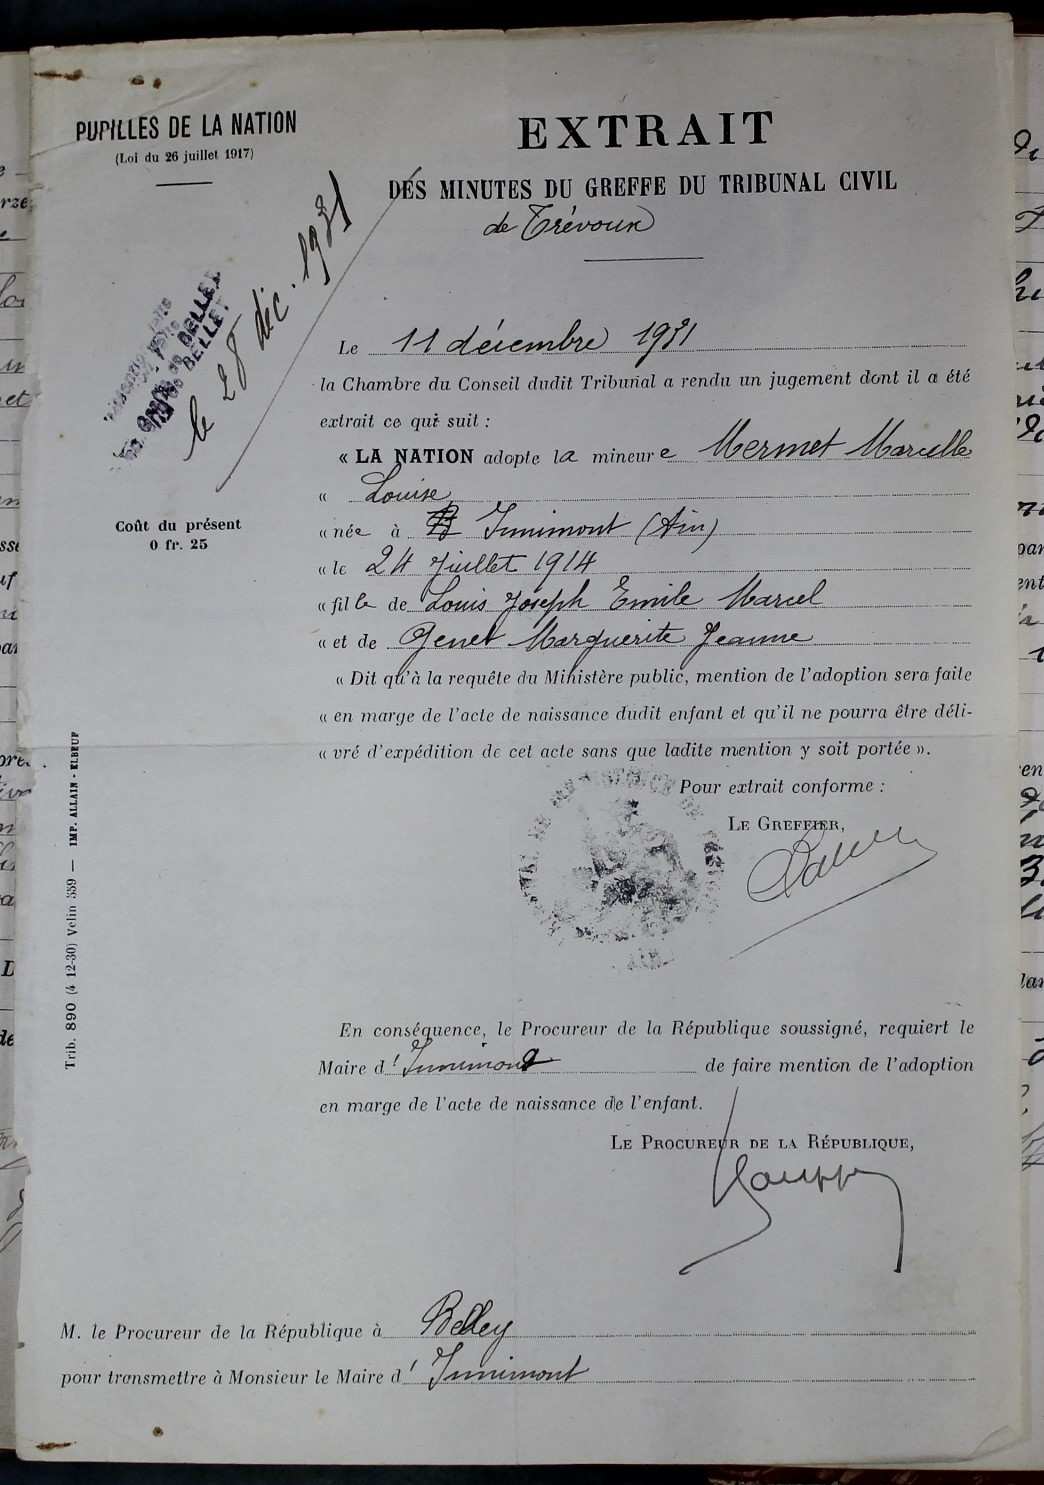 PUPILLES DE LA NATION
(Loi du 26 juillet 1917)
EXTRAIT
DES MINUTES DU GREFFE DU TRIBUNAL CIVIL
de Trévoux
le 28 déc. 1931
BELLEY
BELLEY
Le 11 décembre 1931
la Chambre du Conseil dudit Tribunal a rendu un jugement dont il a été
extrait ce qui suit :
« LA NATION adopte la mineure Mermet Marcelle
« Louise
« née à Innimont (Ain)
« le 24 Juillet 1914
« fille de Louis Joseph Emile Marcel
« et de Genet Marguerite Jeanne
« Dit qu'à la requête du Ministère public, mention de l'adoption sera faite
« en marge de l'acte de naissance dudit enfant et qu'il ne pourra être déli-
« vré d'expédition de cet acte sans que ladite mention y soit portée ».
Coût du présent
0 fr. 25
Pour extrait conforme :
LE GREFFIER,
Trib. 890 (4 12-30) Velin 339 — IMP. ALLAIN - ELBEUF
En conséquence, le Procureur de la République soussigné, requiert le
Maire d'Innimont de faire mention de l'adoption
en marge de l'acte de naissance de l'enfant.
LE PROCUREUR DE LA RÉPUBLIQUE,
M. le Procureur de la République à Belley
pour transmettre à Monsieur le Maire d'Innimont